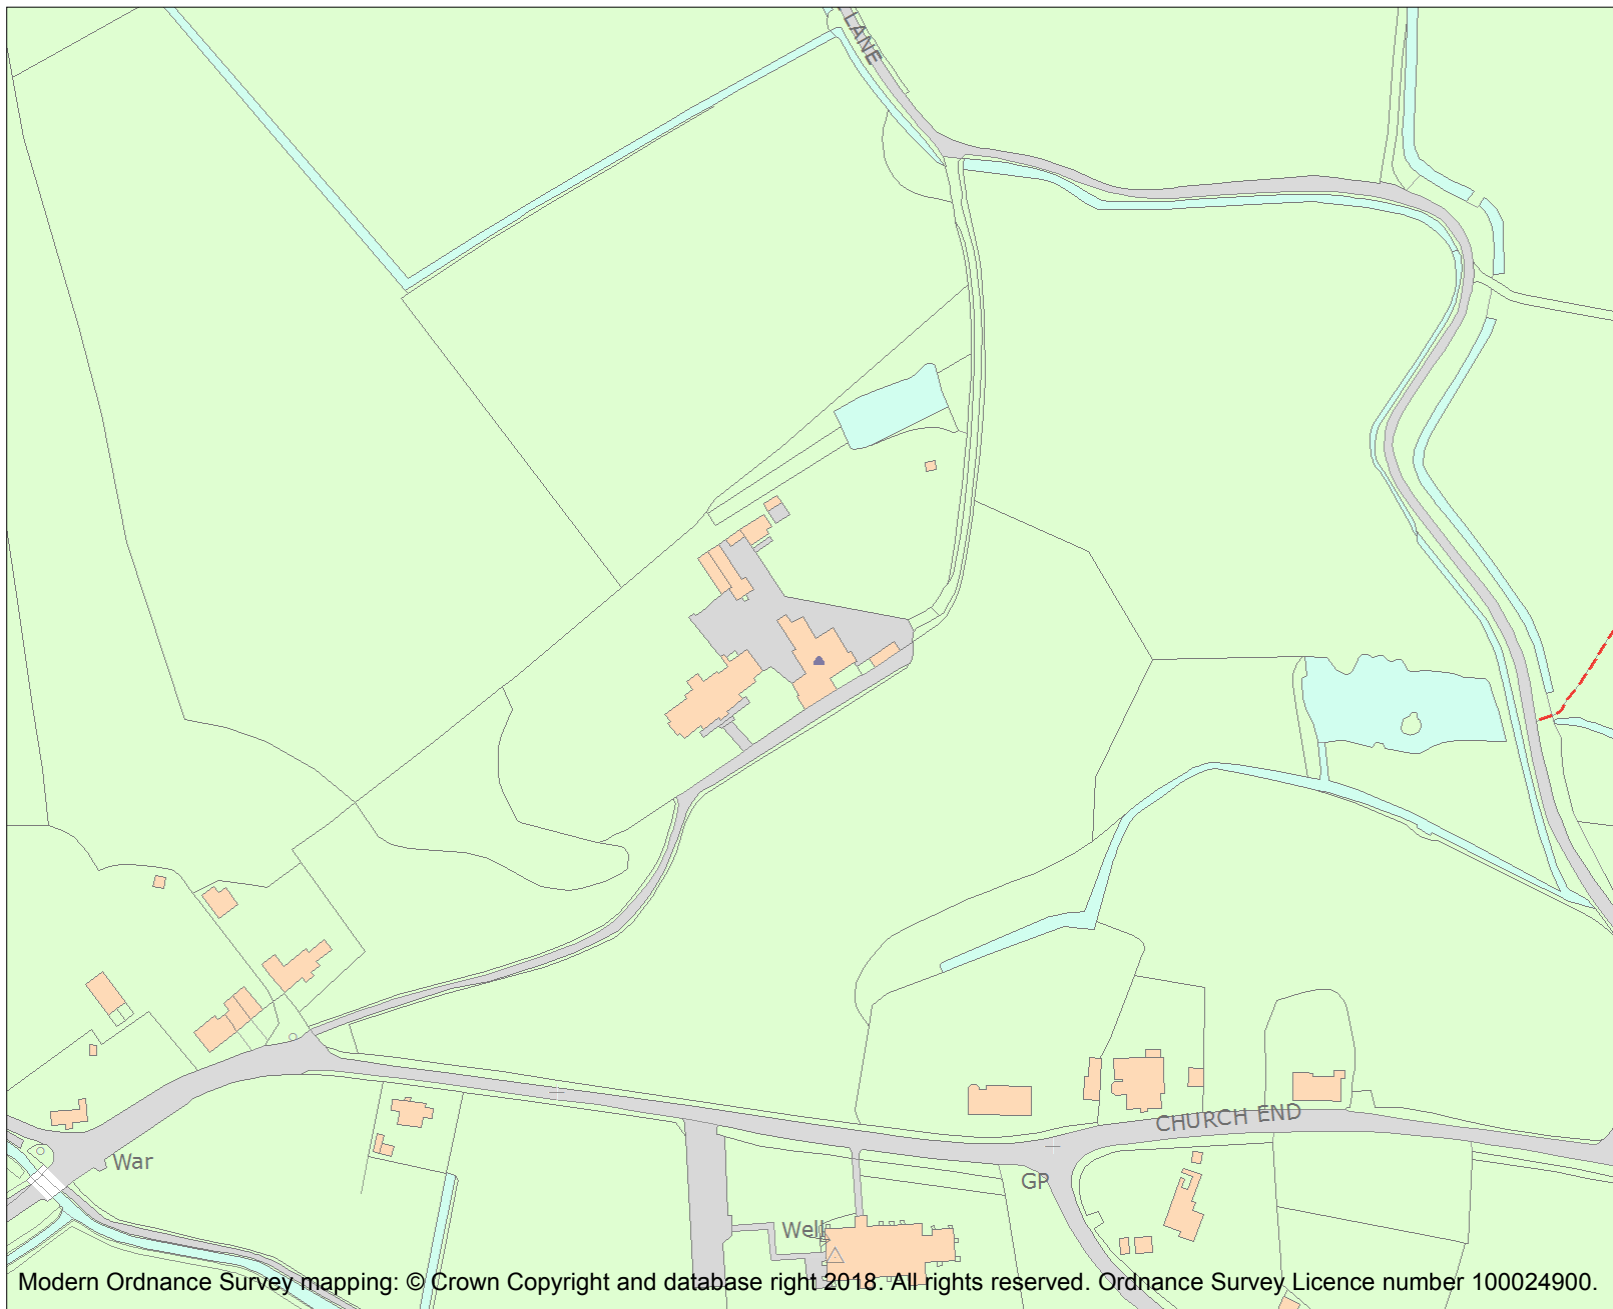 LANE
CHURCH END
War
GP
Well
Modern Ordnance Survey mapping: © Crown Copyright and database right 2018. All rights reserved. Ordnance Survey Licence number 100024900.